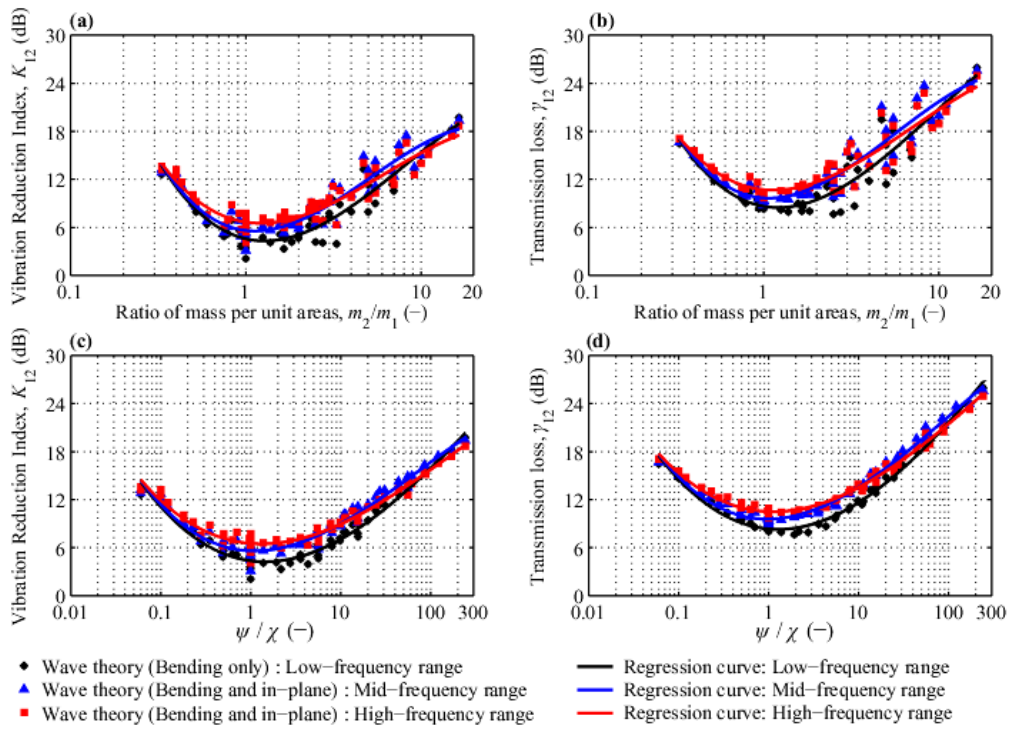 (a)
Vibration Reduction Index, K12 (dB)
30
24
18
12
6
0
0.1
1
10
20
Ratio of mass per unit areas, m2/m1 (−)
(b)
Transmission loss, γ12 (dB)
30
24
18
12
6
0
0.1
1
10
20
Ratio of mass per unit areas, m2/m1 (−)
(c)
Vibration Reduction Index, K12 (dB)
30
24
18
12
6
0
0.01
0.1
1
10
100
300
ψ / χ (−)
(d)
Transmission loss, γ12 (dB)
30
24
18
12
6
0
0.01
0.1
1
10
100
300
ψ / χ (−)
Wave theory (Bending only) : Low−frequency range
Wave theory (Bending and in−plane) : Mid−frequency range
Wave theory (Bending and in−plane) : High−frequency range
Regression curve: Low−frequency range
Regression curve: Mid−frequency range
Regression curve: High−frequency range